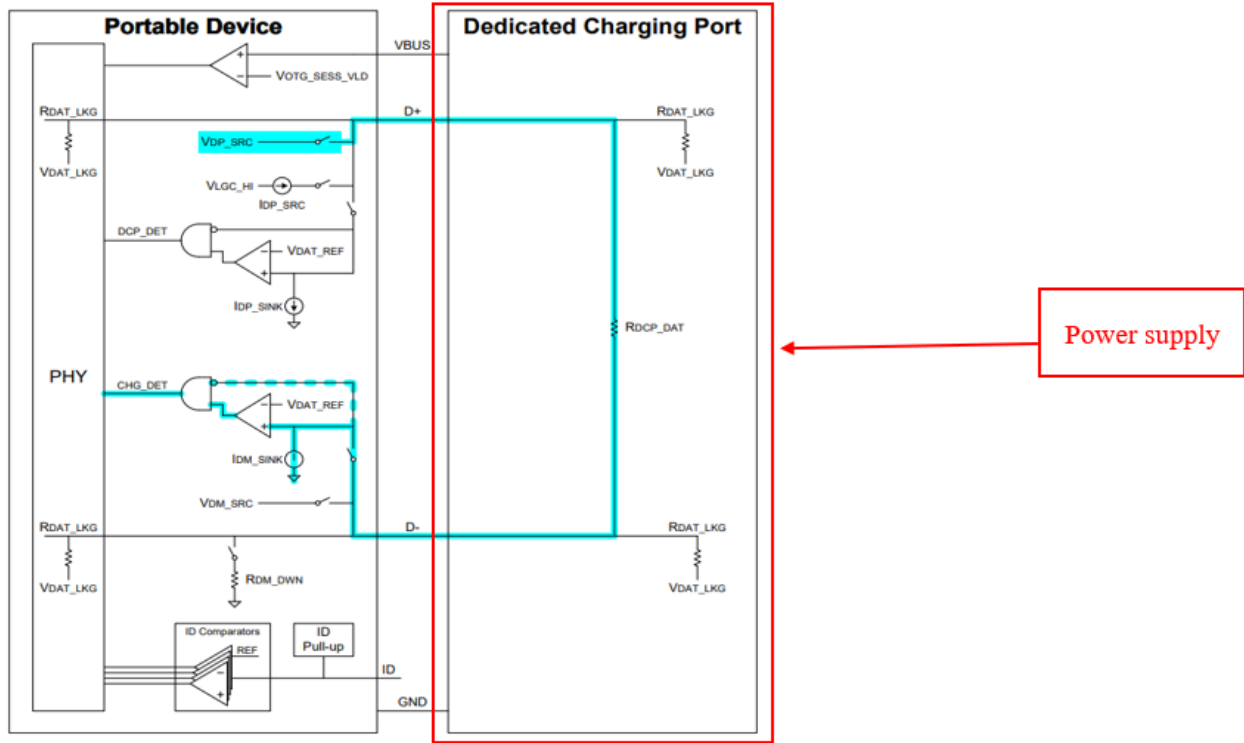 Portable Device
Dedicated Charging Port
VBUS
VOTG_SESS_VLD
RDAT_LKG
D+
RDAT_LKG
VDP_SRC
VDAT_LKG
VDAT_LKG
VLGC_HI
IDP_SRC
DCP_DET
VDAT_REF
IDP_SINK
RDCP_DAT
Power supply
PHY
CHG_DET
VDAT_REF
IDM_SINK
VDM_SRC
RDAT_LKG
D-
RDAT_LKG
RDM_DWN
VDAT_LKG
VDAT_LKG
ID Comparators
REF
ID
Pull-up
ID
GND